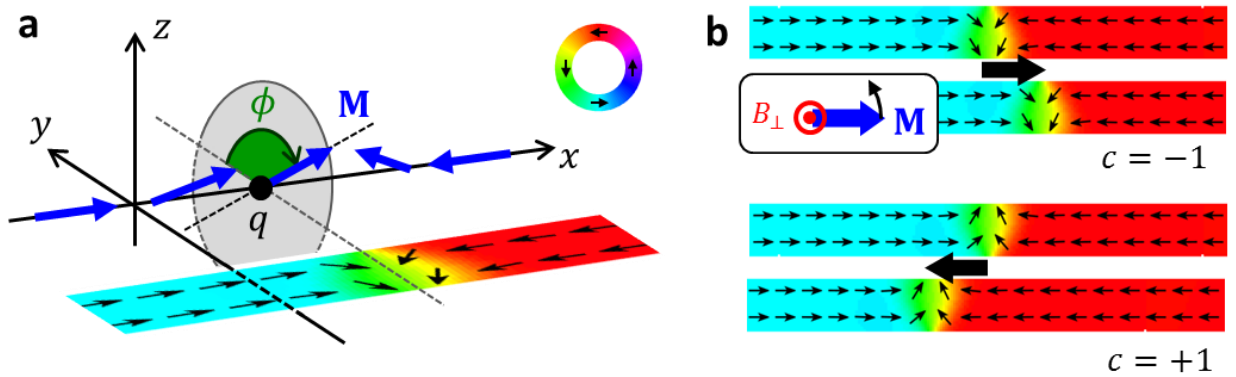 a
z
ϕ
M
y
x
q
b
B⊥
M
c = −1
c = +1